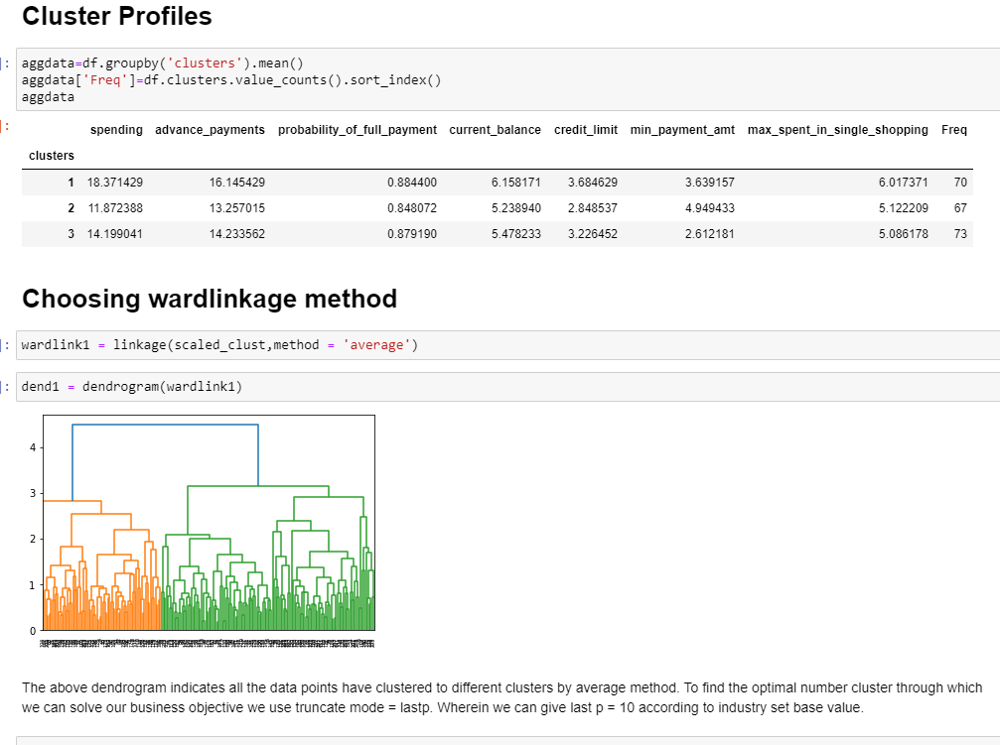 Cluster Profiles
]:
aggdata=df.groupby('clusters').mean()
aggdata['Freq']=df.clusters.value_counts().sort_index()
aggdata
]:
spending advance_payments probability_of_full_payment current_balance credit_limit min_payment_amt max_spent_in_single_shopping Freq
clusters
1 18.371429 16.145429 0.884400 6.158171 3.684629 3.639157 6.017371 70
2 11.872388 13.257015 0.848072 5.238940 2.848537 4.949433 5.122209 67
3 14.199041 14.233562 0.879190 5.478233 3.226452 2.612181 5.086178 73
Choosing wardlinkage method
]: wardlink1 = linkage(scaled_clust,method = 'average')
]: dend1 = dendrogram(wardlink1)
4
3
2
1
0
The above dendrogram indicates all the data points have clustered to different clusters by average method. To find the optimal number cluster through which
we can solve our business objective we use truncate mode = lastp. Wherein we can give last p = 10 according to industry set base value.